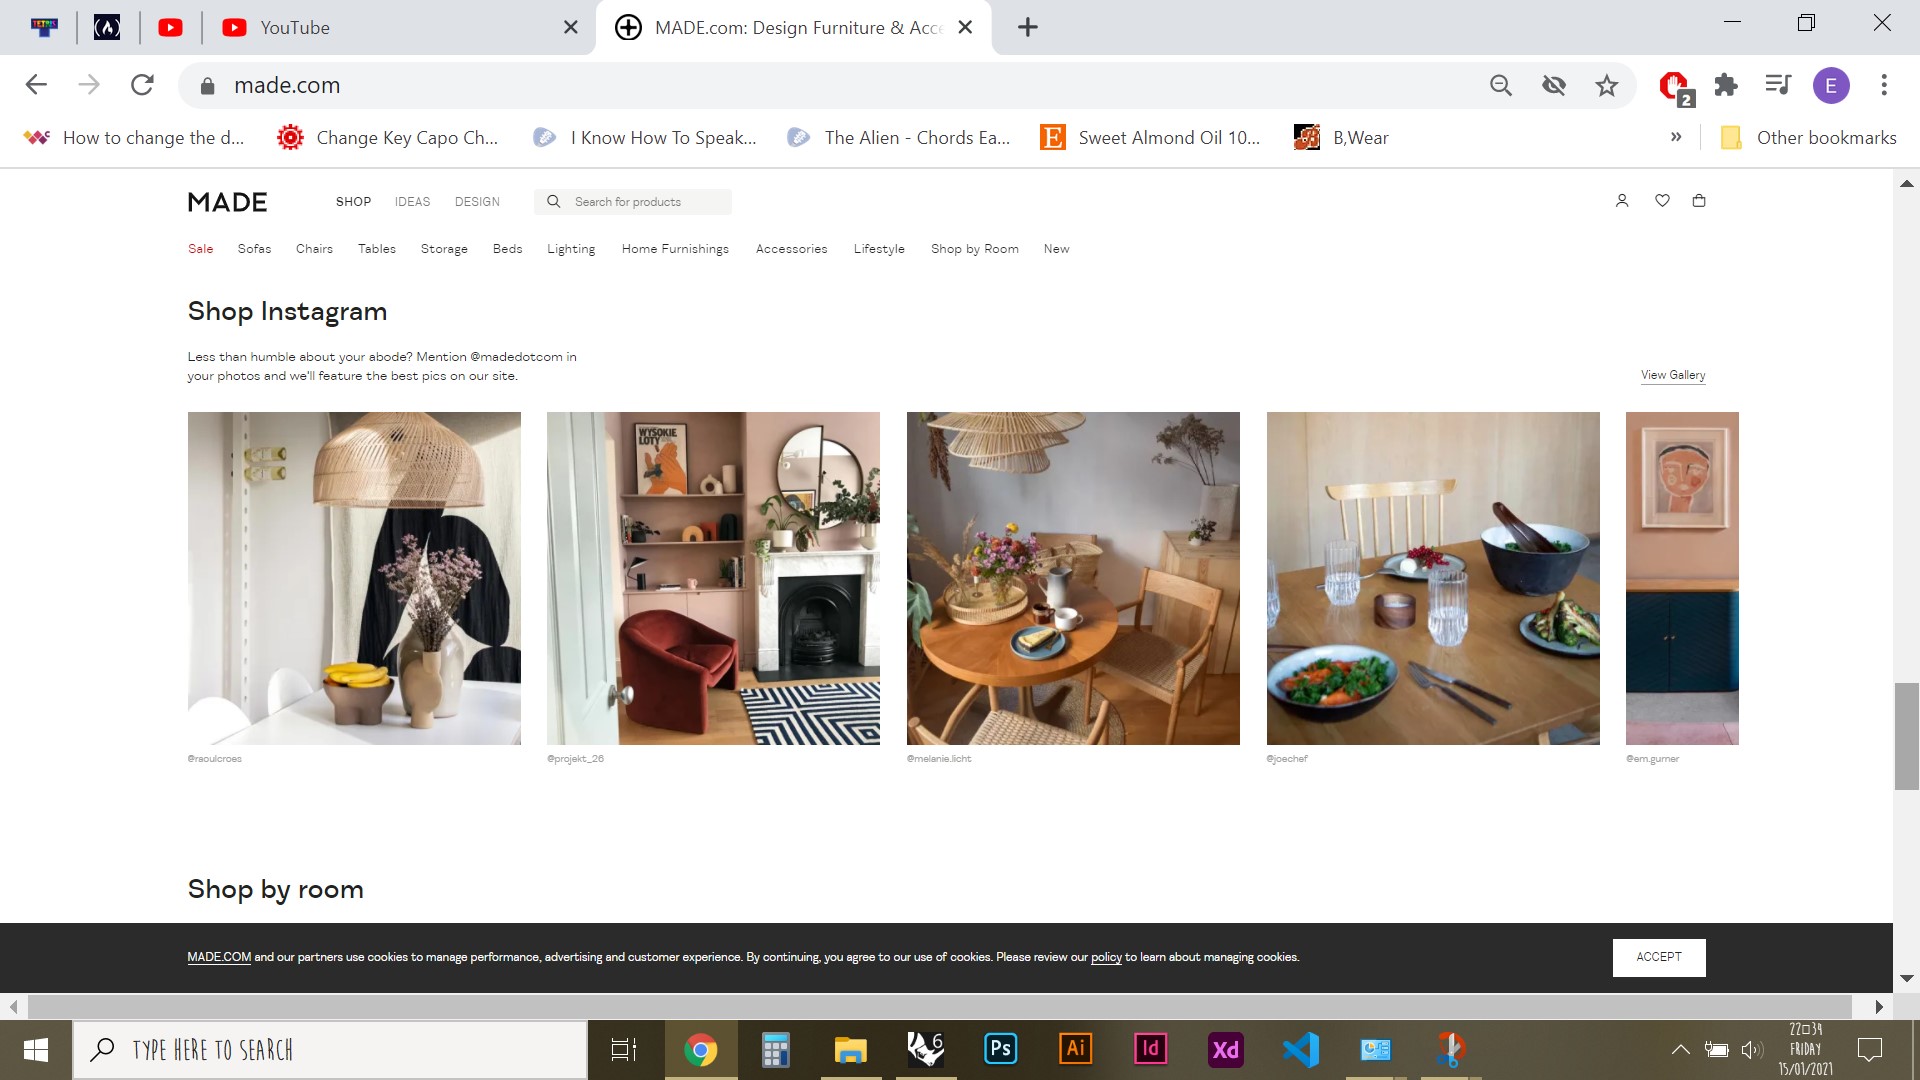 YouTube
MADE.com: Design Furniture & Acce
made.com
2
E
How to change the d...
Change Key Capo Ch...
I Know How To Speak...
The Alien - Chords Ea...
E
Sweet Almond Oil 10...
B,Wear
»
Other bookmarks
MADE
SHOP
IDEAS
DESIGN
Search for products
Sale
Sofas
Chairs
Tables
Storage
Beds
Lighting
Home Furnishings
Accessories
Lifestyle
Shop by Room
New
Shop Instagram
Less than humble about your abode? Mention @madedotcom in
your photos and we'll feature the best pics on our site.
View Gallery
WYSOKIE
LOTY
@raoulcroes
@projekt_26
@melanie.licht
@joechef
@em.gurner
Shop by room
MADE.COM and our partners use cookies to manage performance, advertising and customer experience. By continuing, you agree to our use of cookies. Please review our policy to learn about managing cookies.
ACCEPT
TYPE HERE TO SEARCH
6
Ps
Ai
Id
Xd
22□34
FRIDAY
15/01/2021